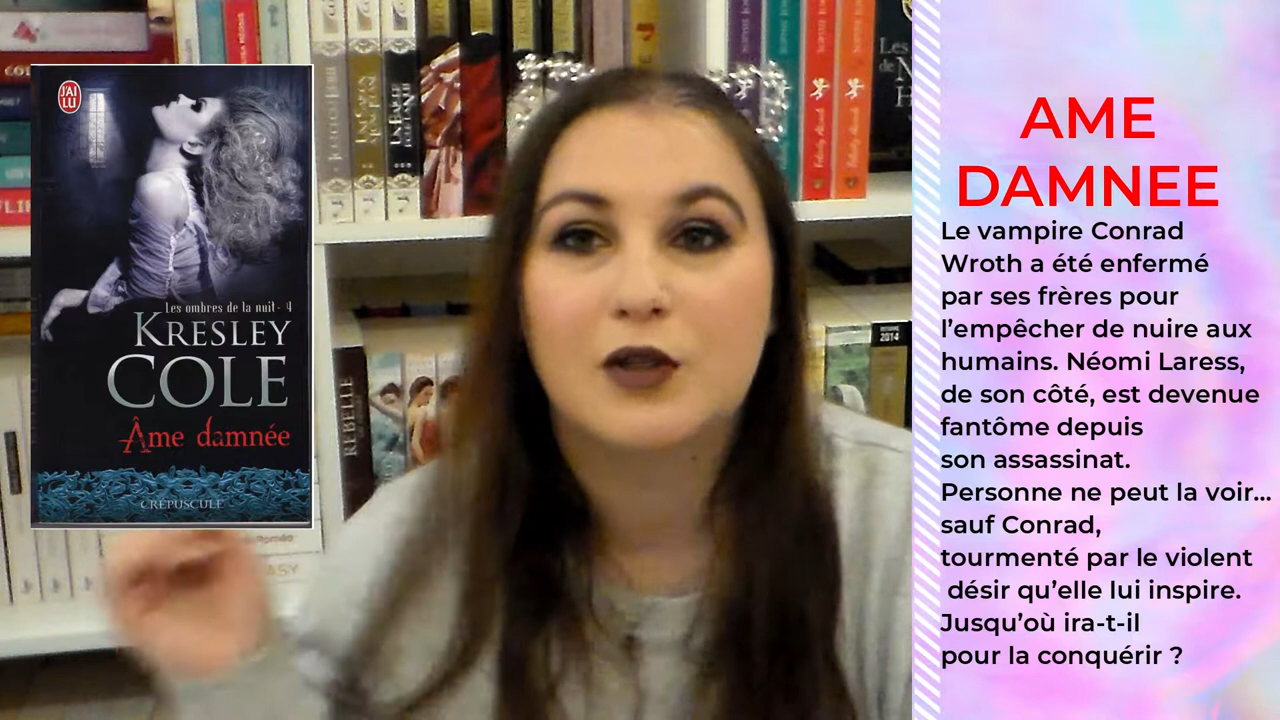 J'AI
LU
Les ombres de la nuit- 4
KRESLEY
COLE
Âme damnée
CRÉPUSCULE
REBELLE
2014
AME
DAMNEE
Le vampire Conrad
Wroth a été enfermé
par ses frères pour
l’empêcher de nuire aux
humains. Néomi Laress,
de son côté, est devenue
fantôme depuis
son assassinat.
Personne ne peut la voir...
sauf Conrad,
tourmenté par le violent
désir qu’elle lui inspire.
Jusqu’où ira-t-il
pour la conquérir ?